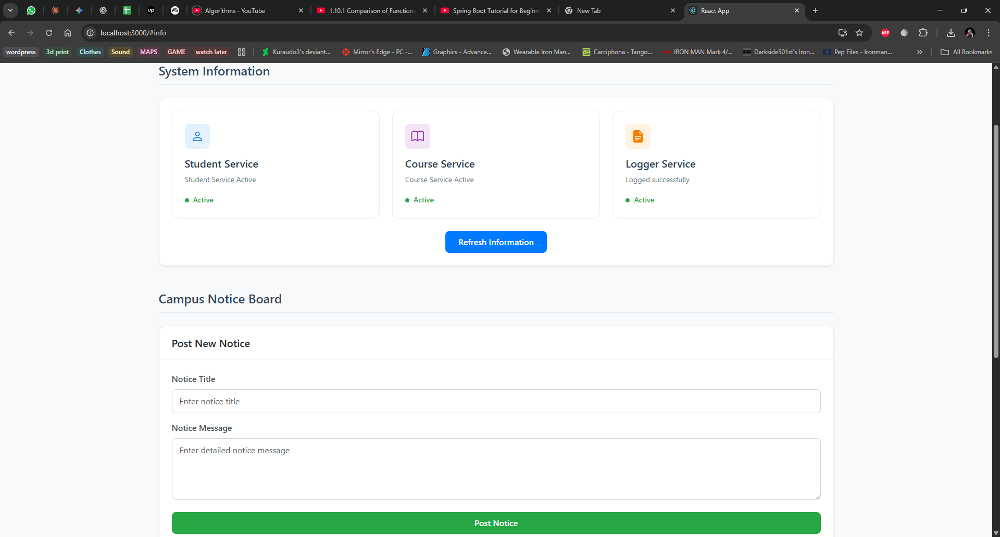 Algorithms - YouTube
1.10.1 Comparison of Functions
Spring Boot Tutorial for Beginn
New Tab
React App
localhost:3000/#info
ABP
wordpress
3d print
Clothes
Sound
MAPS
GAME
watch later
Kuraudo3's deviant...
Mirror's Edge - PC -...
Graphics - Advance...
Wearable Iron Man...
Carciphona - Tango...
IRON MAN Mark 4/...
Darkside501st's Iron...
Pep Files - Ironman...
All Bookmarks
System Information
Student Service
Student Service Active
Active
Course Service
Course Service Active
Active
Logger Service
Logged successfully
Active
Refresh Information
Campus Notice Board
Post New Notice
Notice Title
Enter notice title
Notice Message
Enter detailed notice message
Post Notice